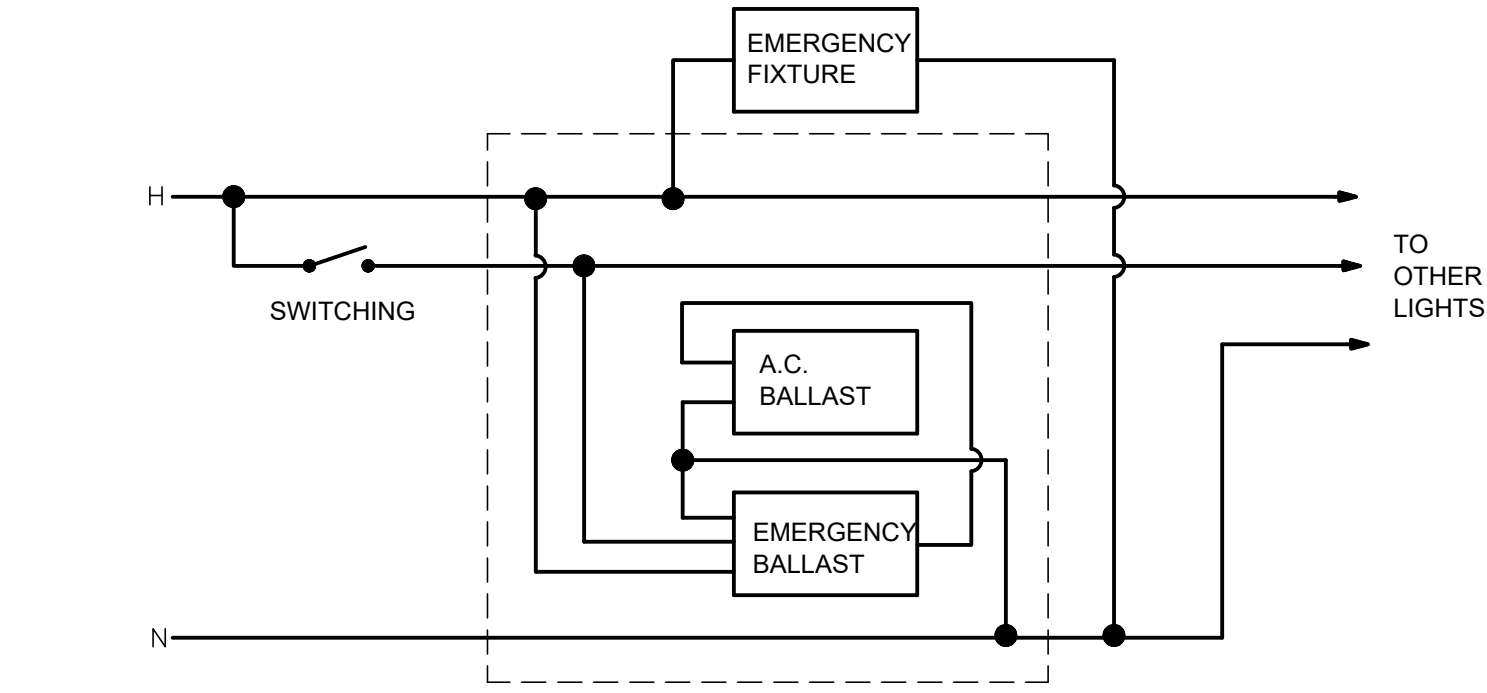 EMERGENCY
FIXTURE
H
SWITCHING
TO
OTHER
LIGHTS
A.C.
BALLAST
EMERGENCY
BALLAST
N